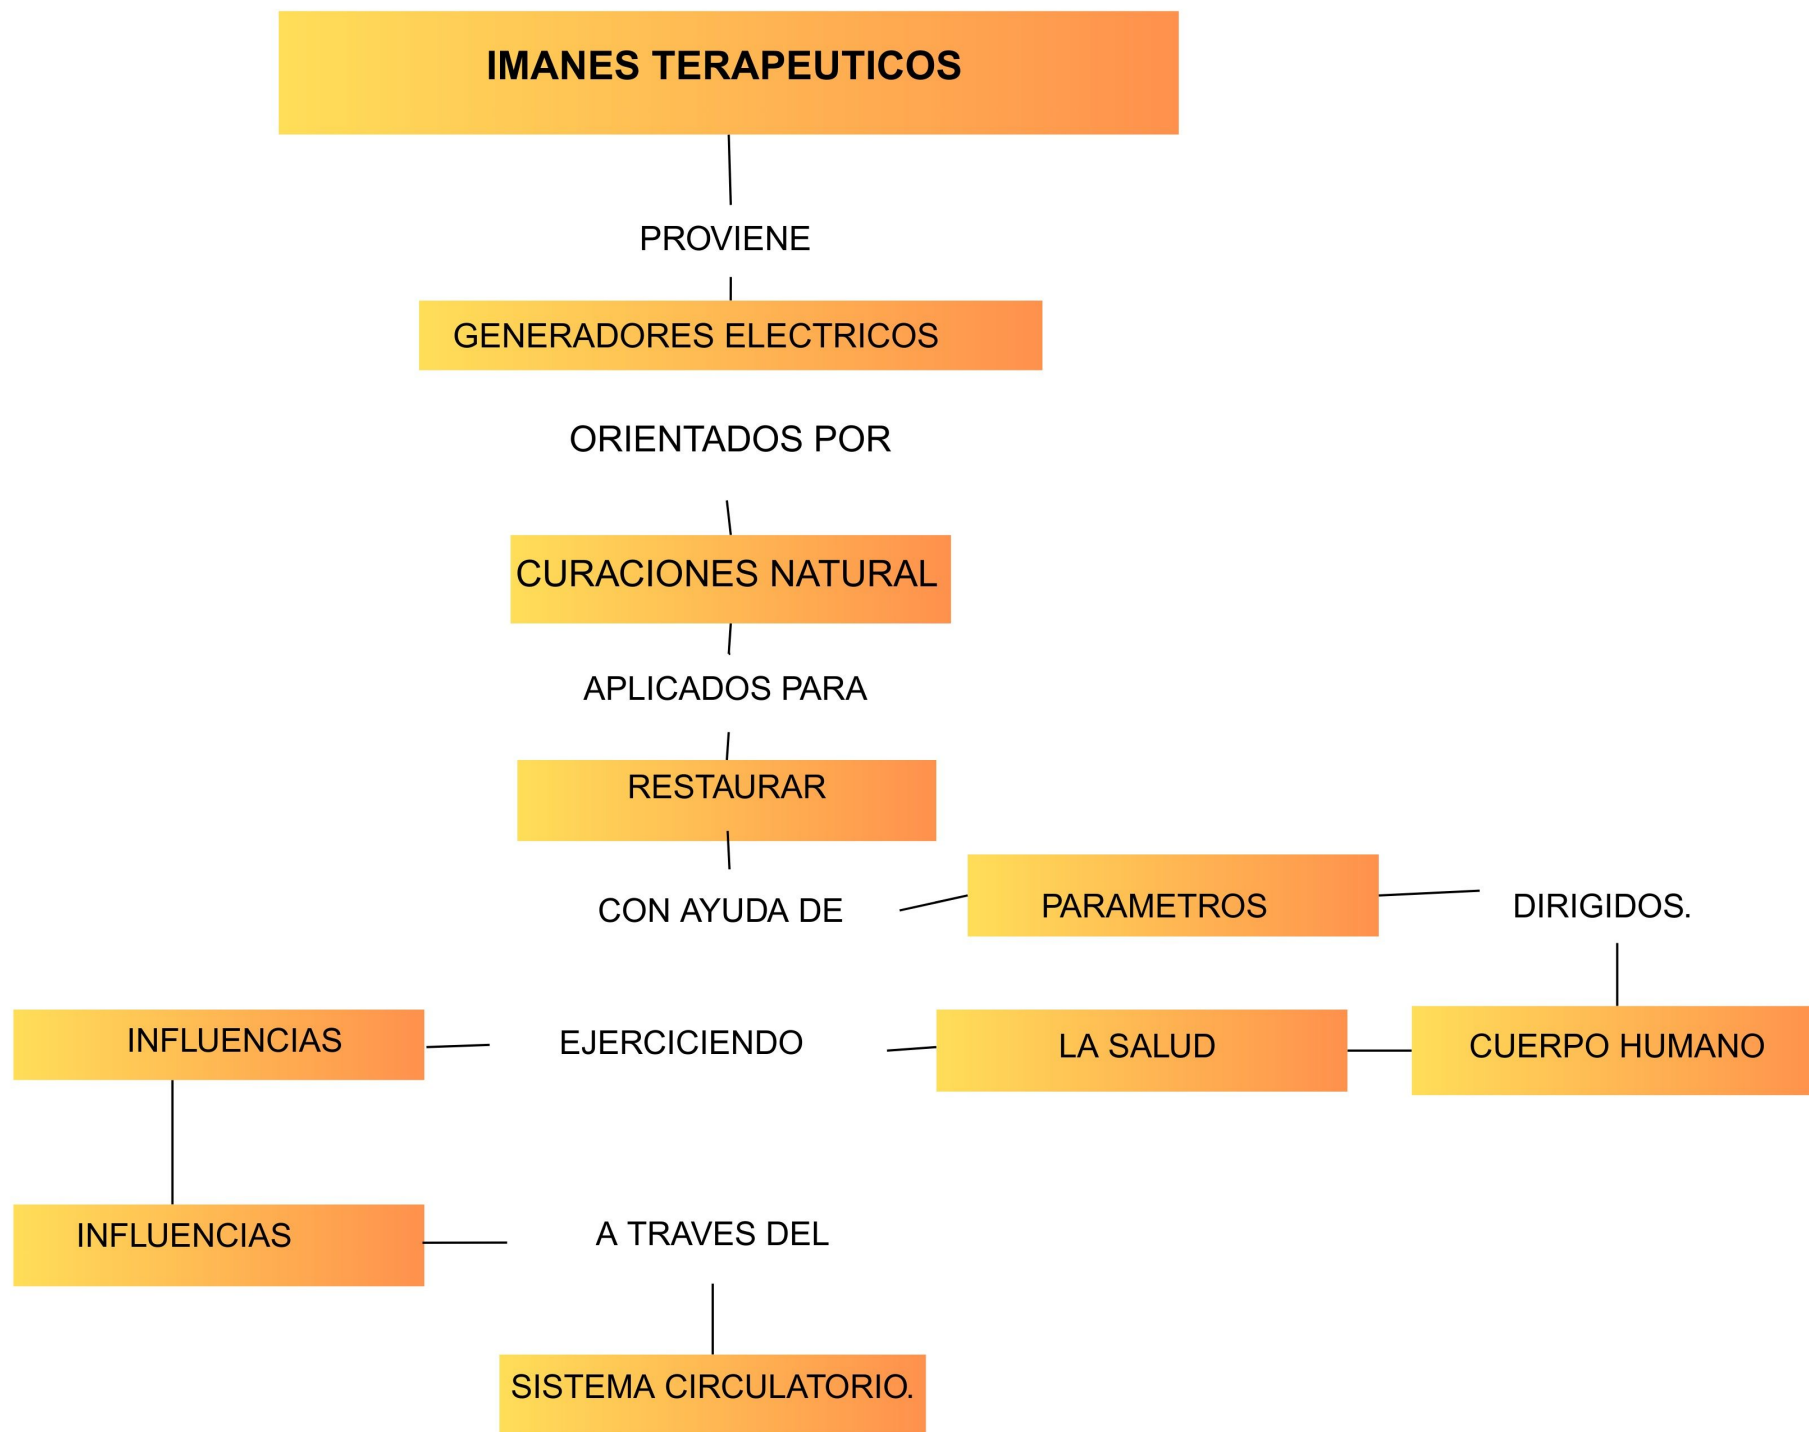 IMANES TERAPEUTICOS
PROVIENE
GENERADORES ELECTRICOS
ORIENTADOS POR
CURACIONES NATURAL
APLICADOS PARA
RESTAURAR
CON AYUDA DE
PARAMETROS
DIRIGIDOS.
CUERPO HUMANO
LA SALUD
EJERCICIENDO
INFLUENCIAS
INFLUENCIAS
A TRAVES DEL
SISTEMA CIRCULATORIO.